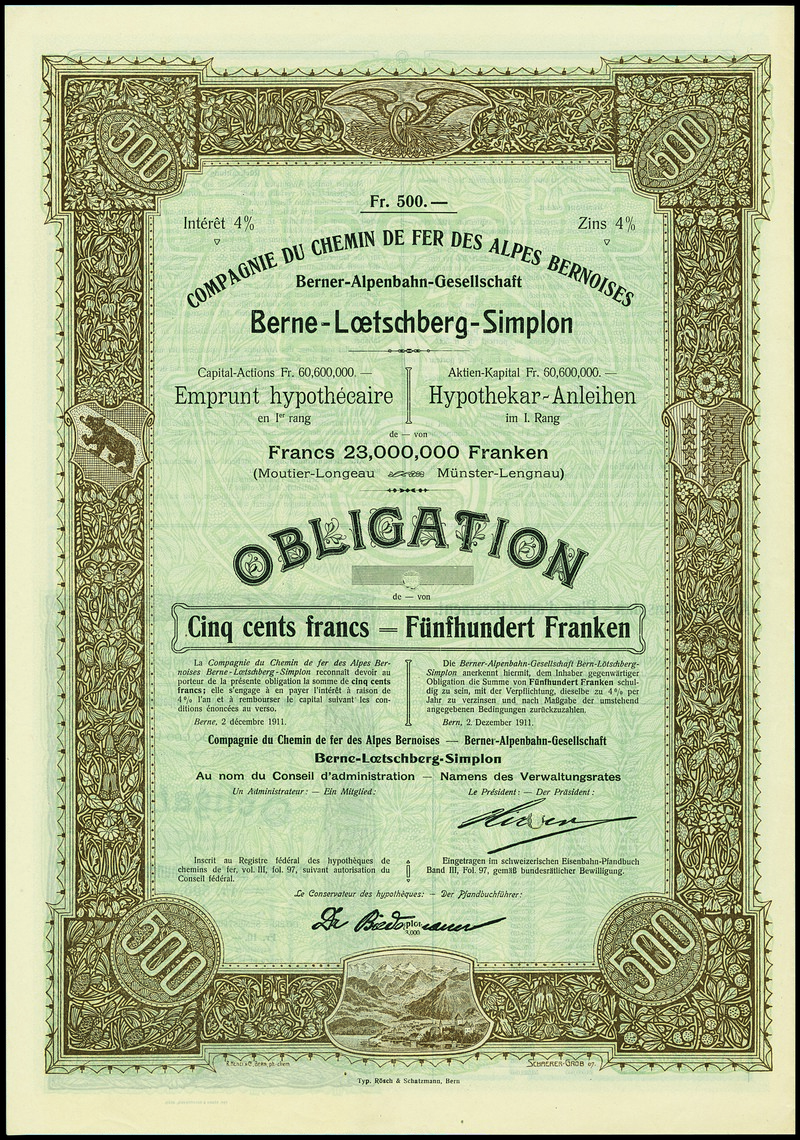 500
500
Fr. 500.—
Intérêt 4%
Zins 4%
COMPAGNIE DU CHEMIN DE FER DES ALPES BERNOISES
Berner-Alpenbahn-Gesellschaft
Berne-Lœtschberg-Simplon
Capital-Actions Fr. 60,600,000. —
Emprunt hypothécaire
en 1er rang
Aktien-Kapital Fr. 60,600,000. —
Hypothekar-Anleihen
im I. Rang
de — von
Francs 23,000,000 Franken
(Moutier-Longeau Münster-Lengnau)
OBLIGATION
de — von
Cinq cents francs = Fünfhundert Franken
La Compagnie du Chemin de fer des Alpes Ber-
noises Berne-Lœtschberg-Simplon reconnaît devoir au
porteur de la présente obligation la somme de cinq cents
francs; elle s'engage à en payer l'intérêt à raison de
4% l'an et à rembourser le capital suivant les con-
ditions énoncées au verso.
Berne, 2 décembre 1911.
Die Berner-Alpenbahn-Gesellschaft Bern-Lötschberg-
Simplon anerkennt hiermit, dem Inhaber gegenwärtiger
Obligation die Summe von Fünfhundert Franken schul-
dig zu sein, mit der Verpflichtung, dieselbe zu 4% per
Jahr zu verzinsen und nach Maßgabe der umstehend
angegebenen Bedingungen zurückzuzahlen.
Bern, 2. Dezember 1911.
Compagnie du Chemin de fer des Alpes Bernoises — Berner-Alpenbahn-Gesellschaft
Berne-Lœtschberg-Simplon
Au nom du Conseil d'administration — Namens des Verwaltungsrates
Un Administrateur: — Ein Mitglied:
Le Président: — Der Präsident:
Inscrit au Registre fédéral des hypothèques de
chemins de fer, vol. III, fol. 97, suivant autorisation du
Conseil fédéral.
Eingetragen im schweizerischen Eisenbahn-Pfandbuch
Band III, Fol. 97, gemäß bundesrätlicher Bewilligung.
Le Conservateur des hypothèques: — Der Pfandbuchführer:
500
500
SCHAERER-GROB 07.
Typ. Rösch & Schatzmann, Bern